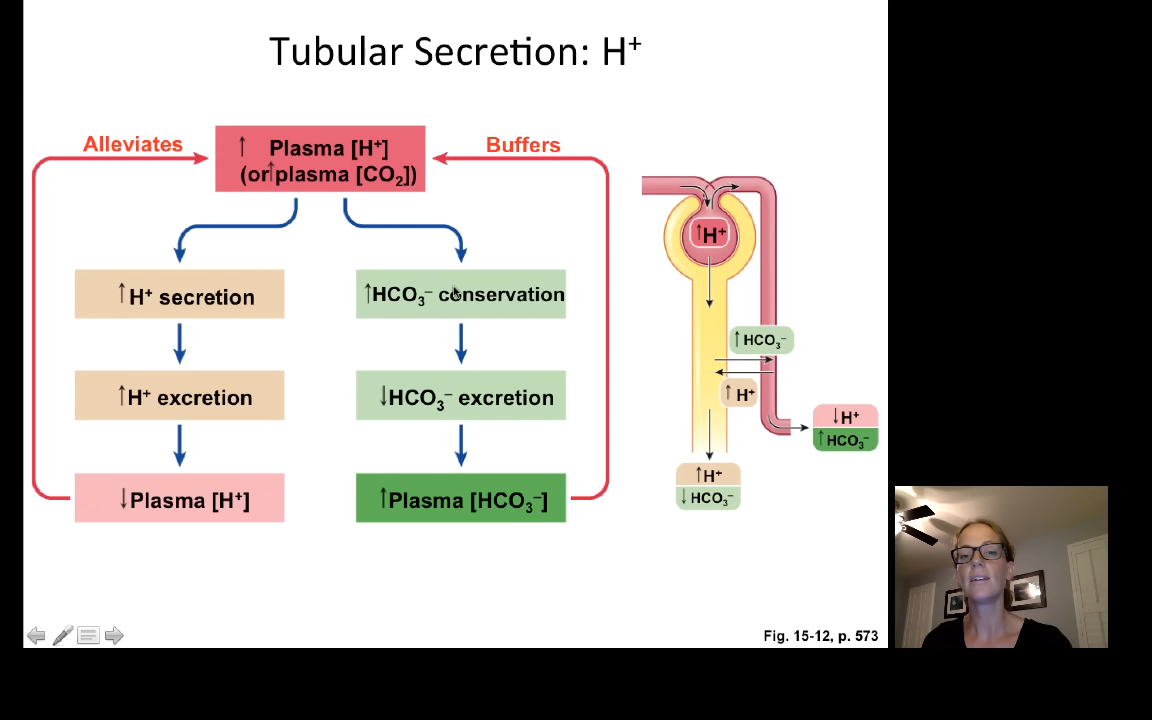 Tubular Secretion: H⁺
Alleviates
Buffers
↑ Plasma [H⁺]
(or↑plasma [CO₂])
↑H⁺ secretion
↑HCO₃⁻ conservation
↑H⁺ excretion
↓HCO₃⁻ excretion
↓Plasma [H⁺]
↑Plasma [HCO₃⁻]
↑H⁺
↑HCO₃⁻
↑ H⁺
↓H⁺
↑HCO₃⁻
↑H⁺
↓HCO₃⁻
Fig. 15-12, p. 573